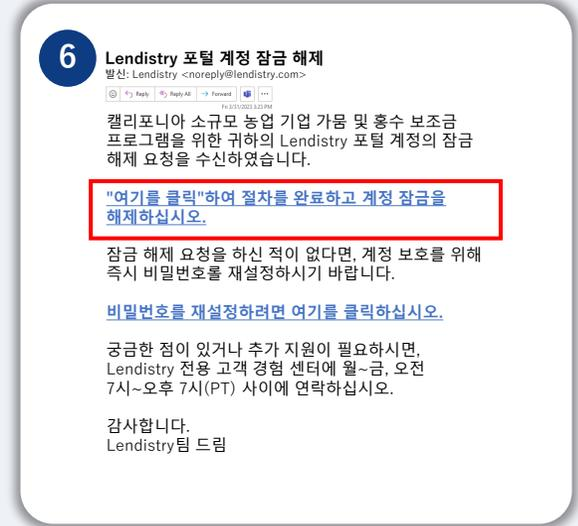 6
Lendistry 포털 계정 잠금 해제
발신: Lendistry <noreply@lendistry.com>
Reply Reply All Forward
Fri 3/31/2023 3:23 PM
캘리포니아 소규모 농업 기업 가뭄 및 홍수 보조금
프로그램을 위한 귀하의 Lendistry 포털 계정의 잠금
해제 요청을 수신하였습니다.
"여기를 클릭"하여 절차를 완료하고 계정 잠금을
해제하십시오.
잠금 해제 요청을 하신 적이 없다면, 계정 보호를 위해
즉시 비밀번호롤 재설정하시기 바랍니다.
비밀번호를 재설정하려면 여기를 클릭하십시오.
궁금한 점이 있거나 추가 지원이 필요하시면,
Lendistry 전용 고객 경험 센터에 월~금, 오전
7시~오후 7시(PT) 사이에 연락하십시오.
감사합니다.
Lendistry팀 드림